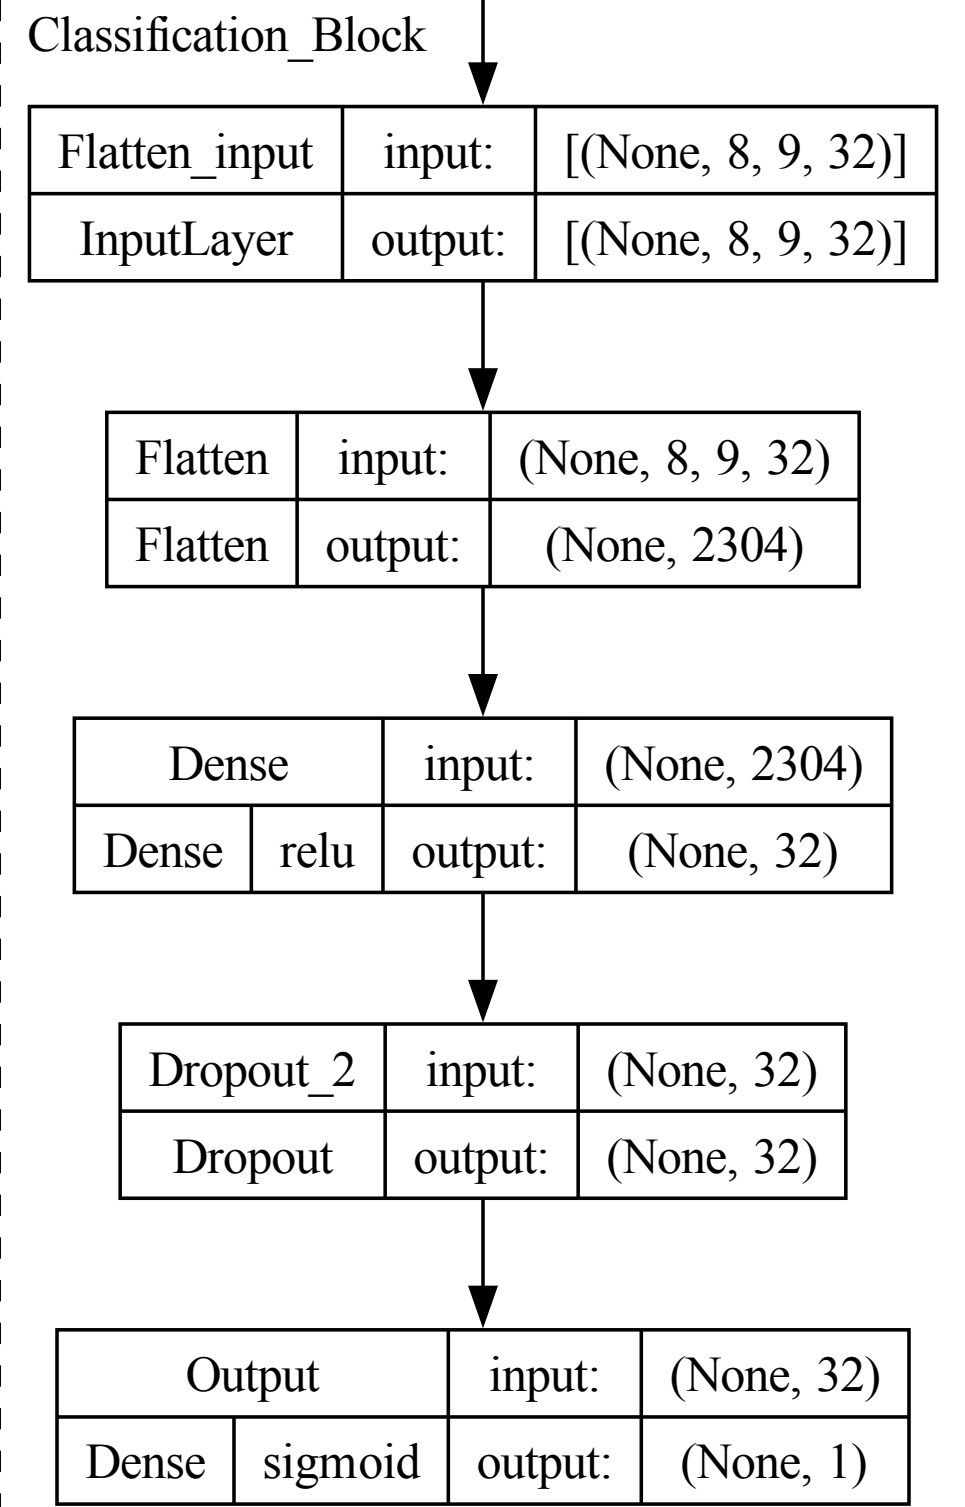 Classification_Block
Flatten_input input: [(None, 8, 9, 32)]
InputLayer output: [(None, 8, 9, 32)]
Flatten input: (None, 8, 9, 32)
Flatten output: (None, 2304)
Dense input: (None, 2304)
Dense relu output: (None, 32)
Dropout_2 input: (None, 32)
Dropout output: (None, 32)
Output input: (None, 32)
Dense sigmoid output: (None, 1)